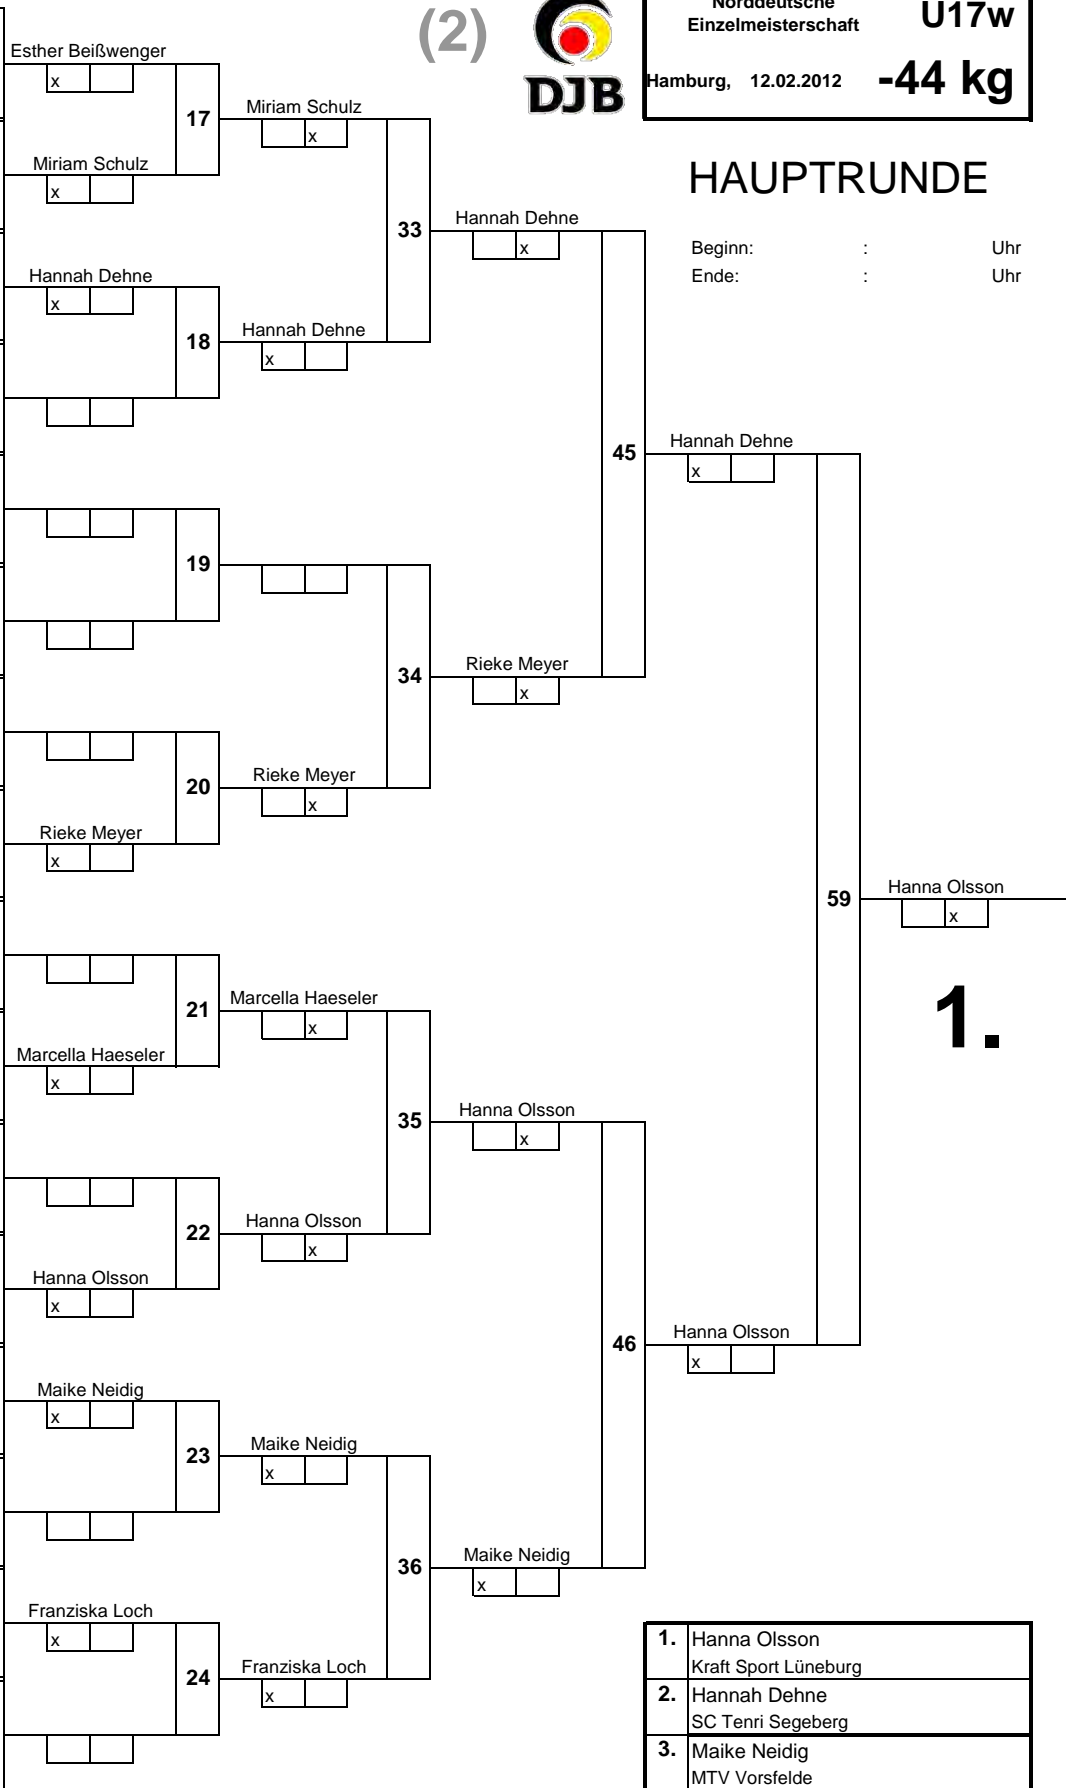 (2)
DJB
Norddeutsche
Einzelmeisterschaft
U17w
Hamburg, 12.02.2012
-44 kg
HAUPTRUNDE
Beginn: : Uhr
Ende: : Uhr
Esther Beißwenger
x
17
Miriam Schulz
x
Miriam Schulz
x
33
Hannah Dehne
x
Hannah Dehne
x
18
Hannah Dehne
x
45
Hannah Dehne
x
19
34
Rieke Meyer
x
20
Rieke Meyer
x
Rieke Meyer
x
59
Hanna Olsson
x
1.
21
Marcella Haeseler
x
Marcella Haeseler
x
35
Hanna Olsson
x
22
Hanna Olsson
x
Hanna Olsson
x
46
Hanna Olsson
x
Maike Neidig
x
23
Maike Neidig
x
36
Maike Neidig
x
Franziska Loch
x
24
Franziska Loch
x
1. Hanna Olsson
Kraft Sport Lüneburg
2. Hannah Dehne
SC Tenri Segeberg
3. Maike Neidig
MTV Vorsfelde